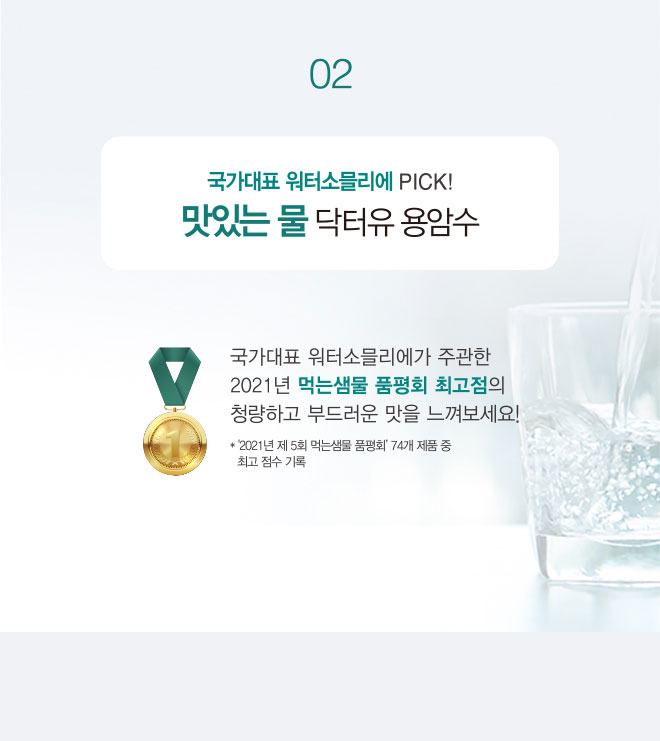 02
국가대표 워터소믈리에 PICK!
맛있는 물 닥터유 용암수
국가대표 워터소믈리에가 주관한
2021년 먹는샘물 품평회 최고점의
청량하고 부드러운 맛을 느껴보세요!
* '2021년 제 5회 먹는샘물 품평회' 74개 제품 중
최고 점수 기록
1